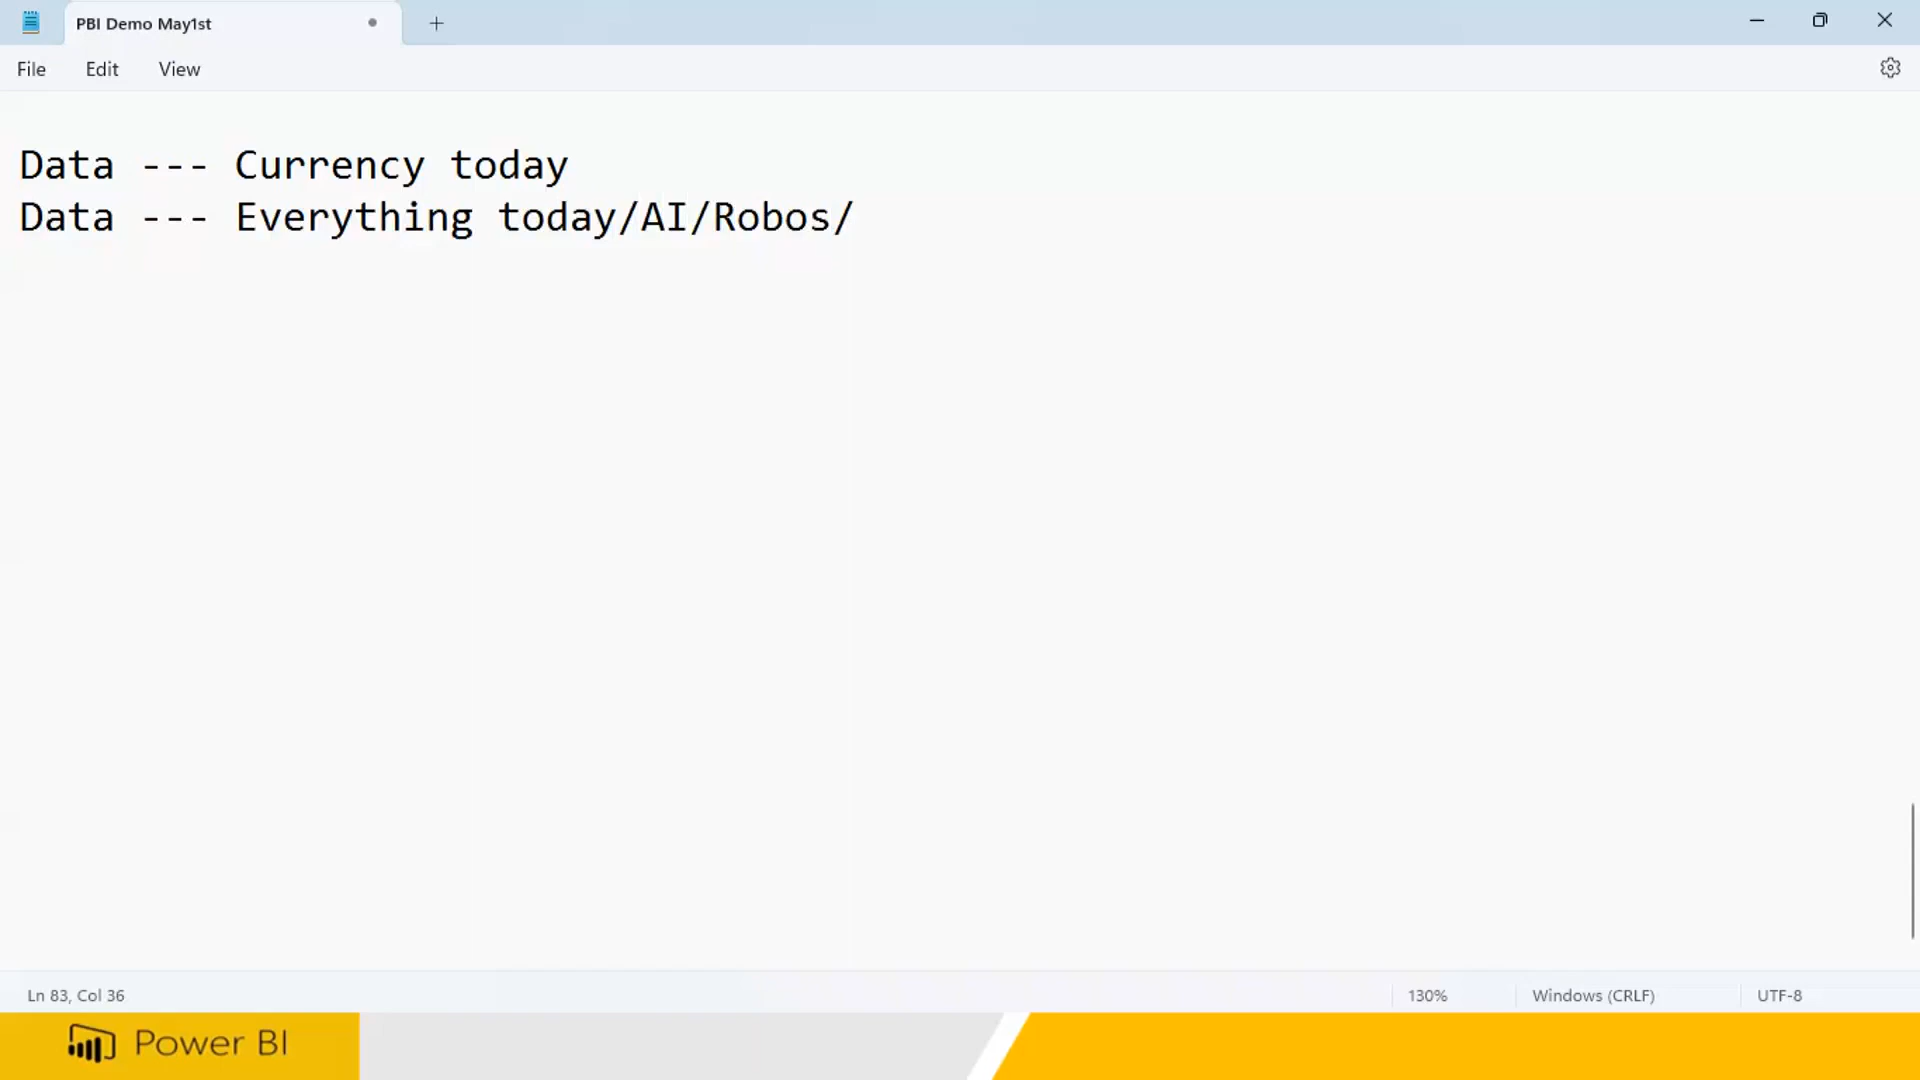 PBI Demo May1st
File Edit View
Data --- Currency today
Data --- Everything today/AI/Robos/
Ln 83, Col 36 130% Windows (CRLF) UTF-8
Power BI